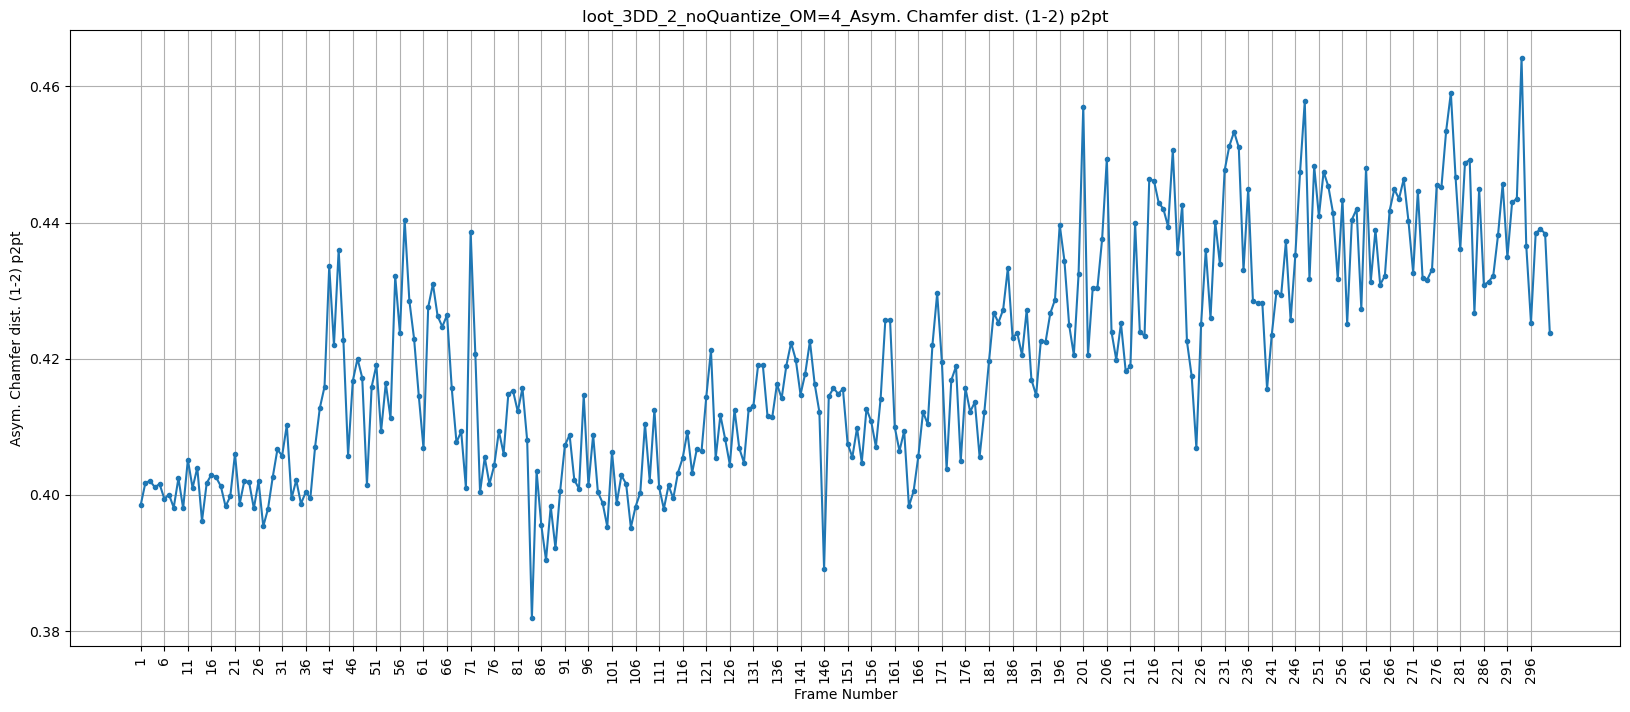 loot_3DD_2_noQuantize_OM=4_Asym. Chamfer dist. (1-2) p2pt
Asym. Chamfer dist. (1-2) p2pt
0.46
0.44
0.42
0.40
0.38
1 6 11 16 21 26 31 36 41 46 51 56 61 66 71 76 81 86 91 96 101 106 111 116 121 126 131 136 141 146 151 156 161 166 171 176 181 186 191 196 201 206 211 216 221 226 231 236 241 246 251 256 261 266 271 276 281 286 291 296
Frame Number